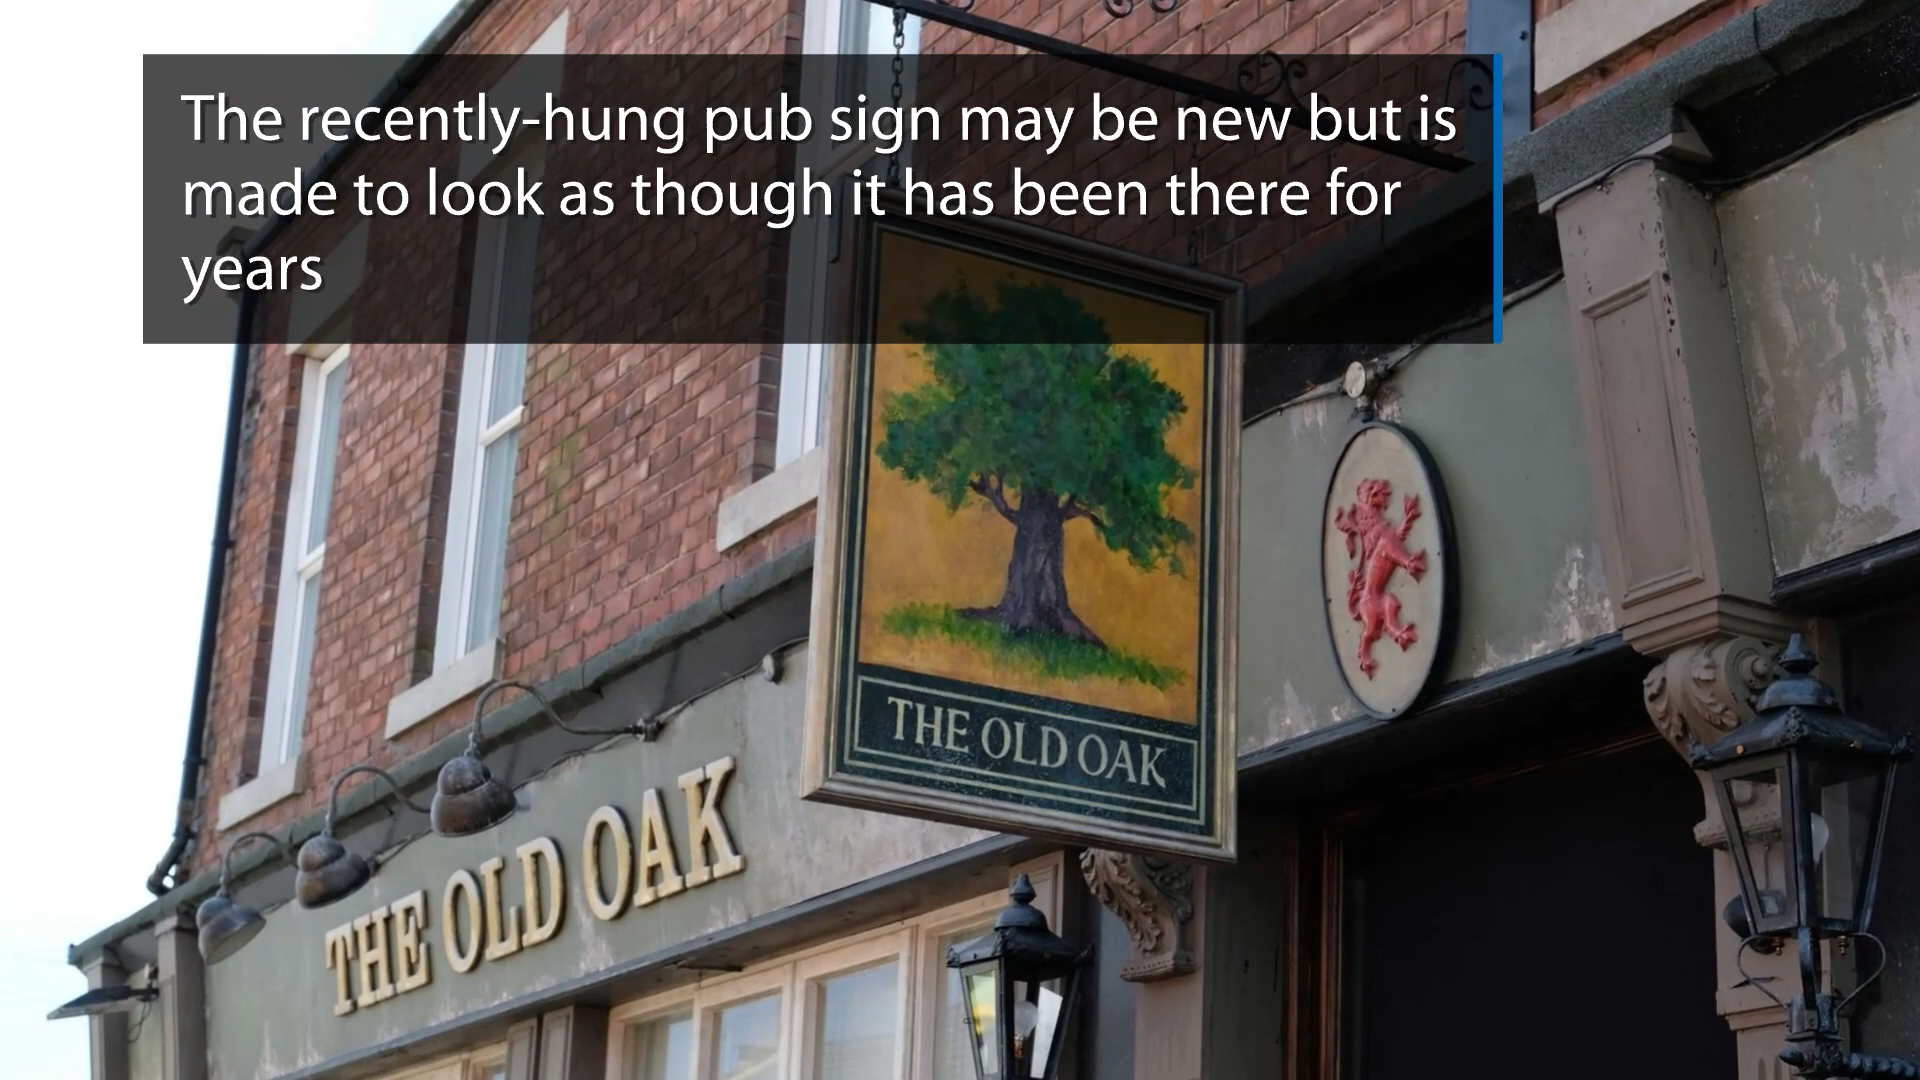 The recently-hung pub sign may be new but is
made to look as though it has been there for
years
THE OLD OAK
THE OLD OAK